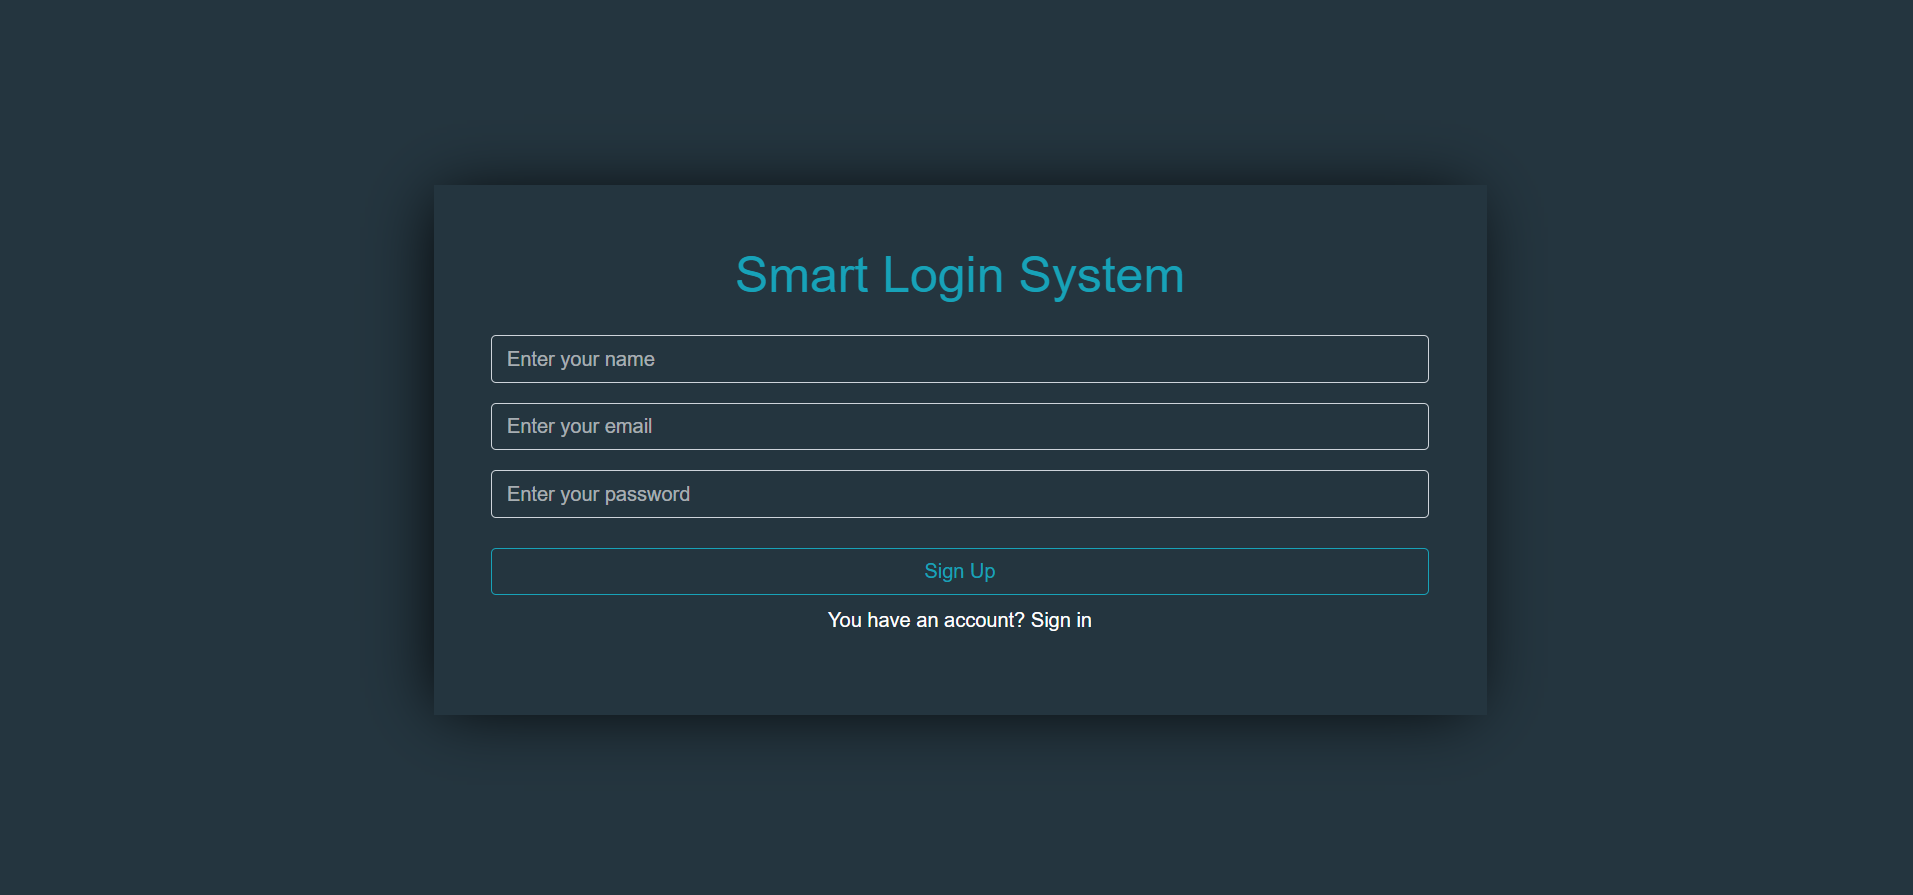 Smart Login System
Enter your name
Enter your email
Enter your password
Sign Up
You have an account? Sign in